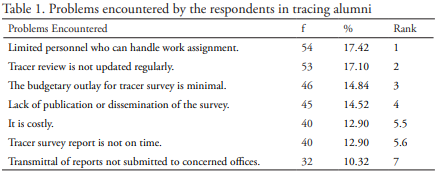 Table 1. Problems encountered by the respondents in tracing alumni
Problems Encountered f % Rank
Limited personnel who can handle work assignment. 54 17.42 1
Tracer review is not updated regularly. 53 17.10 2
The budgetary outlay for tracer survey is minimal. 46 14.84 3
Lack of publication or dissemination of the survey. 45 14.52 4
It is costly. 40 12.90 5.5
Tracer survey report is not on time. 40 12.90 5.6
Transmittal of reports not submitted to concerned offices. 32 10.32 7